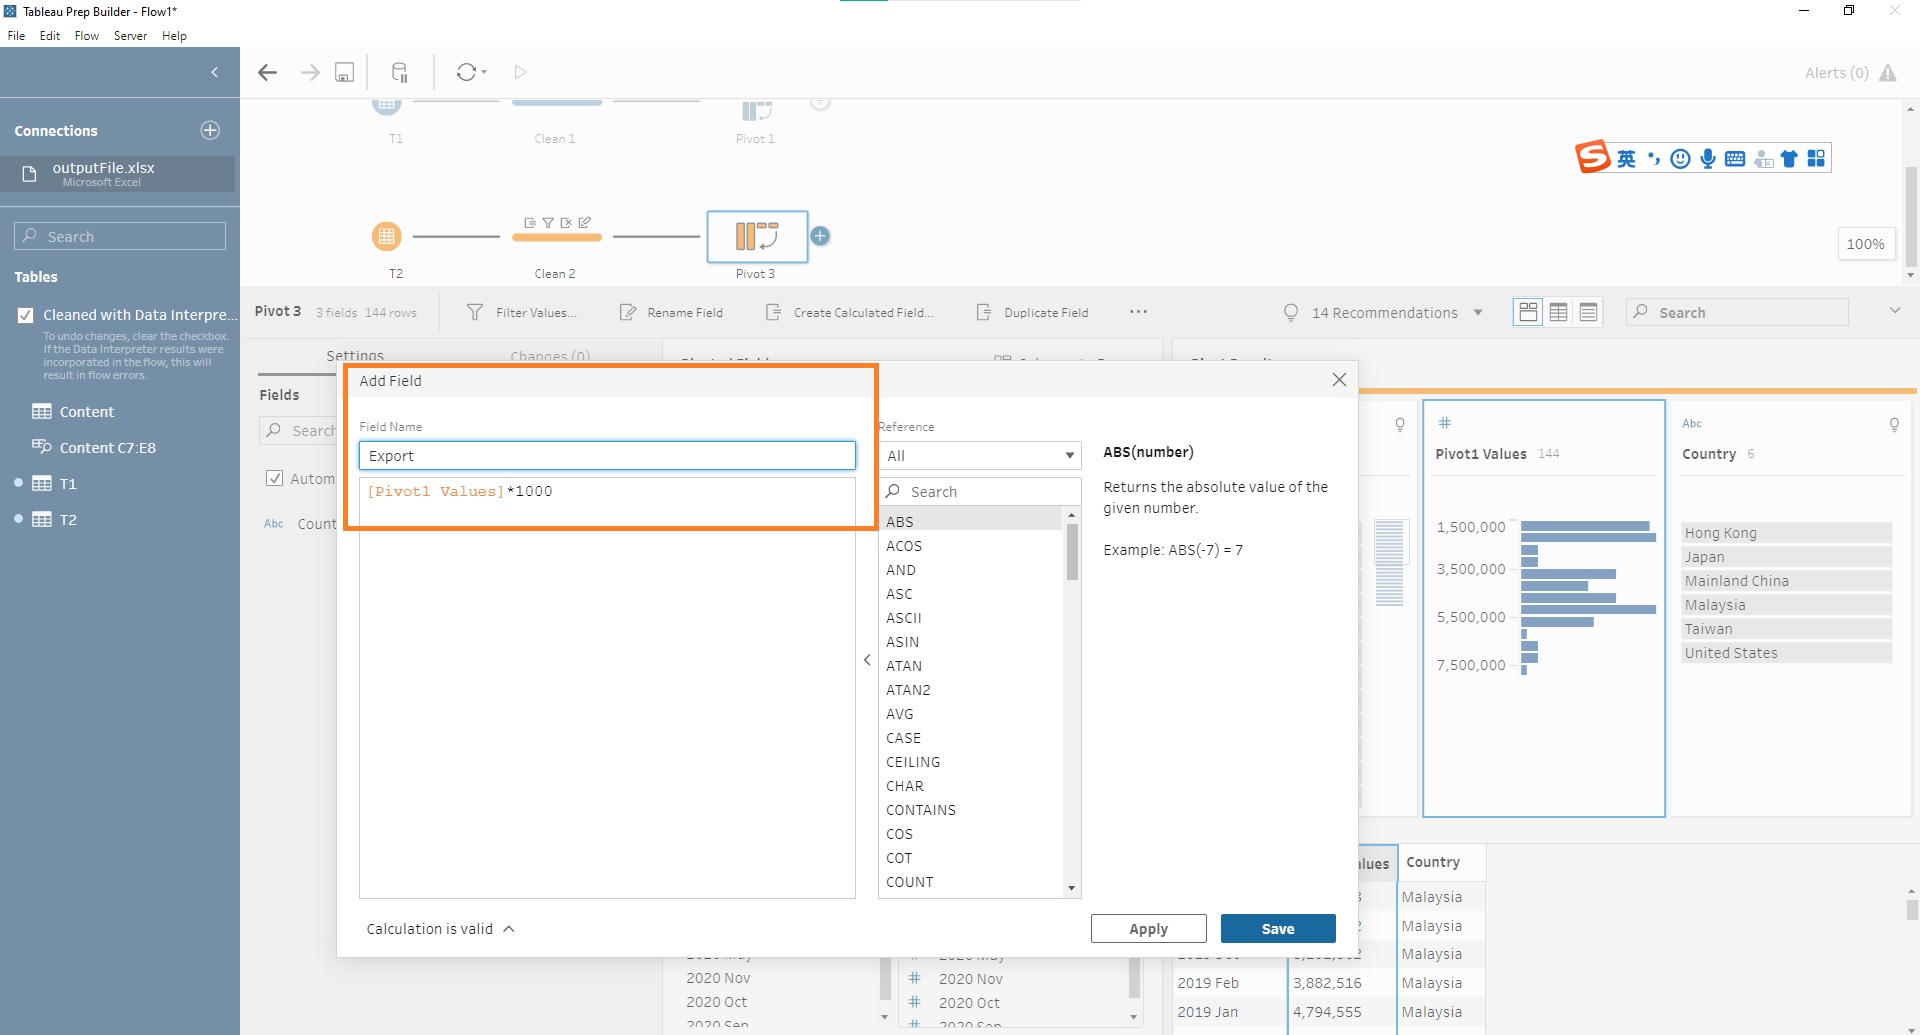 Tableau Prep Builder - Flow1*
File Edit Flow Server Help
Alerts (0)
Connections
outputFile.xlsx
Microsoft Excel
Search
Tables
Cleaned with Data Interpre...
To undo changes, clear the checkbox.
If the Data Interpreter results were
incorporated in the flow, this will
result in flow errors.
Content
Content C7:E8
T1
T2
T1 Clean 1 Pivot 1
英
100%
T2 Clean 2 Pivot 3
Pivot 3 3 fields 144 rows Filter Values... Rename Field Create Calculated Field... Duplicate Field ... 14 Recommendations Search
Settings Changes (0)
Fields
Search
Autom
Abc Count
Add Field
Field Name
Export
[Pivot1 Values]*1000
Reference
All
Search
ABS
ACOS
AND
ASC
ASCII
ASIN
ATAN
ATAN2
AVG
CASE
CEILING
CHAR
CONTAINS
COS
COT
COUNT
ABS(number)
Returns the absolute value of the
given number.
Example: ABS(-7) = 7
Calculation is valid
Apply Save
#
Pivot1 Values 144
1,500,000
3,500,000
5,500,000
7,500,000
Abc
Country 6
Hong Kong
Japan
Mainland China
Malaysia
Taiwan
United States
2020 Nov
2020 Oct
2020 Sep
# 2020 Nov
# 2020 Oct
# 2020 Sep
alues Country
Malaysia
Malaysia
Malaysia
2019 Feb 3,882,516 Malaysia
2019 Jan 4,794,555 Malaysia